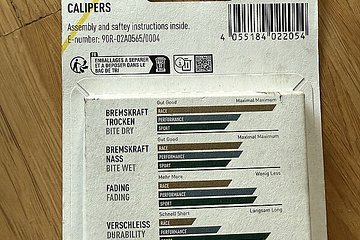 CALIPERS
Assembly and saftey instructions inside.
E-number: 90R-02A0565/0004
4 055184 022054
FR
EMBALLAGES À SÉPARER
ET À DÉPOSER DANS LE
BAC DE TRI
Gut Good Maximal Maximum
BREMSKRAFT
TROCKEN
BITE DRY
RACE
PERFORMANCE
SPORT
Gut Good Maximal Maximum
BREMSKRAFT
NASS
BITE WET
RACE
PERFORMANCE
SPORT
Mehr More Wenig Less
FADING
FADING
RACE
PERFORMANCE
SPORT
Schnell Short Langsam Long
VERSCHLEISS
DURABILITY
RACE
PERFORMANCE
SPORT